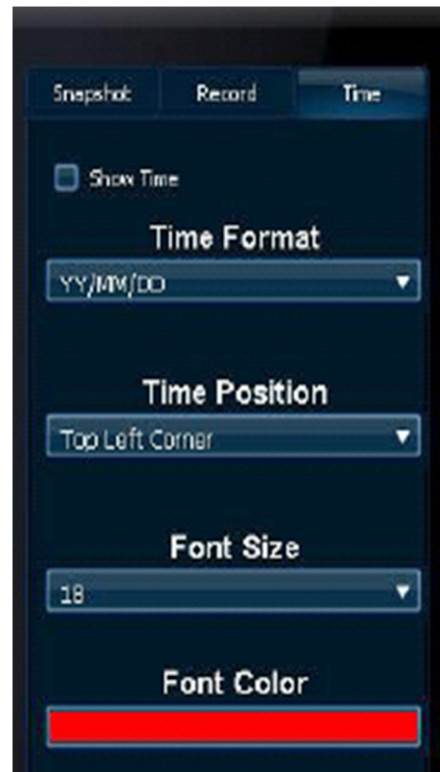 Snapshot Record Time
Show Time
Time Format
YY/MM/DD
Time Position
Top Left Corner
Font Size
18
Font Color